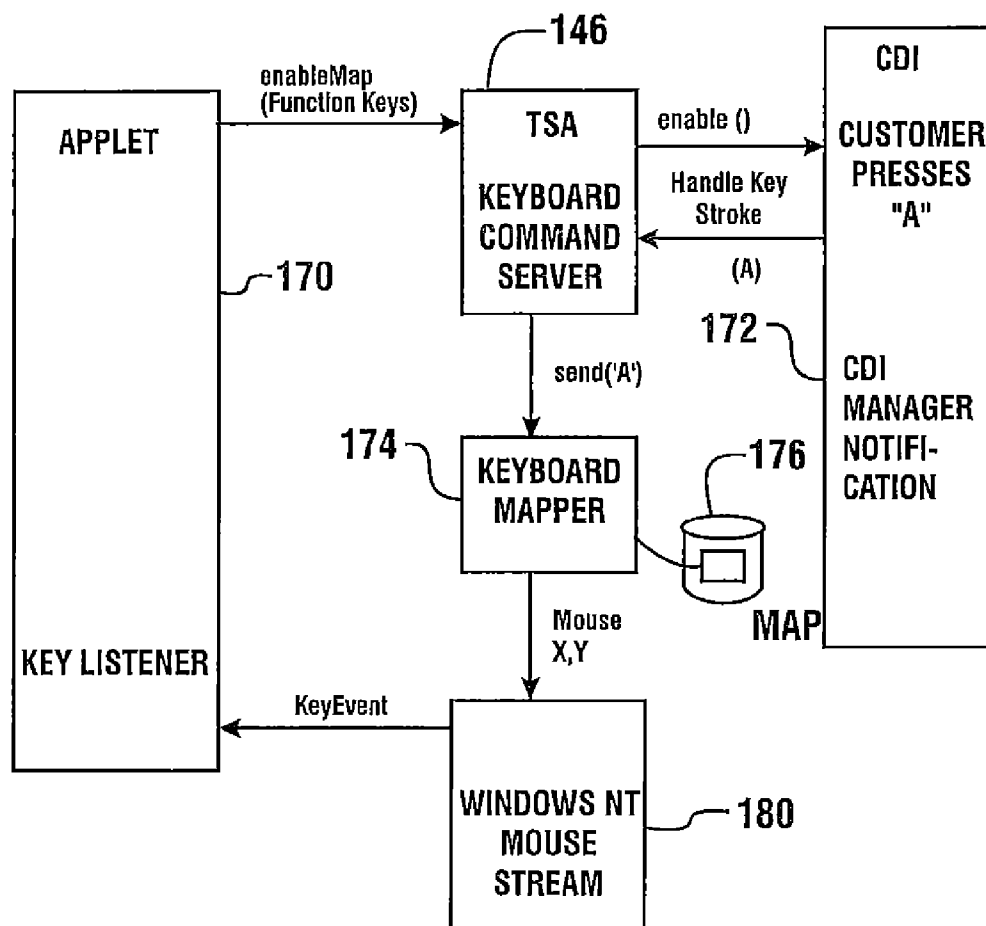 146
CDI
CUSTOMER
PRESSES
"A"
enableMap
(Function Keys)
APPLET
TSA
KEYBOARD
COMMAND
SERVER
enable ()
Handle Key
Stroke
(A)
170
172
CDI
MANAGER
NOTIFI-
CATION
send('A')
174
KEYBOARD
MAPPER
176
MAP
Mouse
X,Y
KEY LISTENER
KeyEvent
WINDOWS NT
MOUSE
STREAM
180